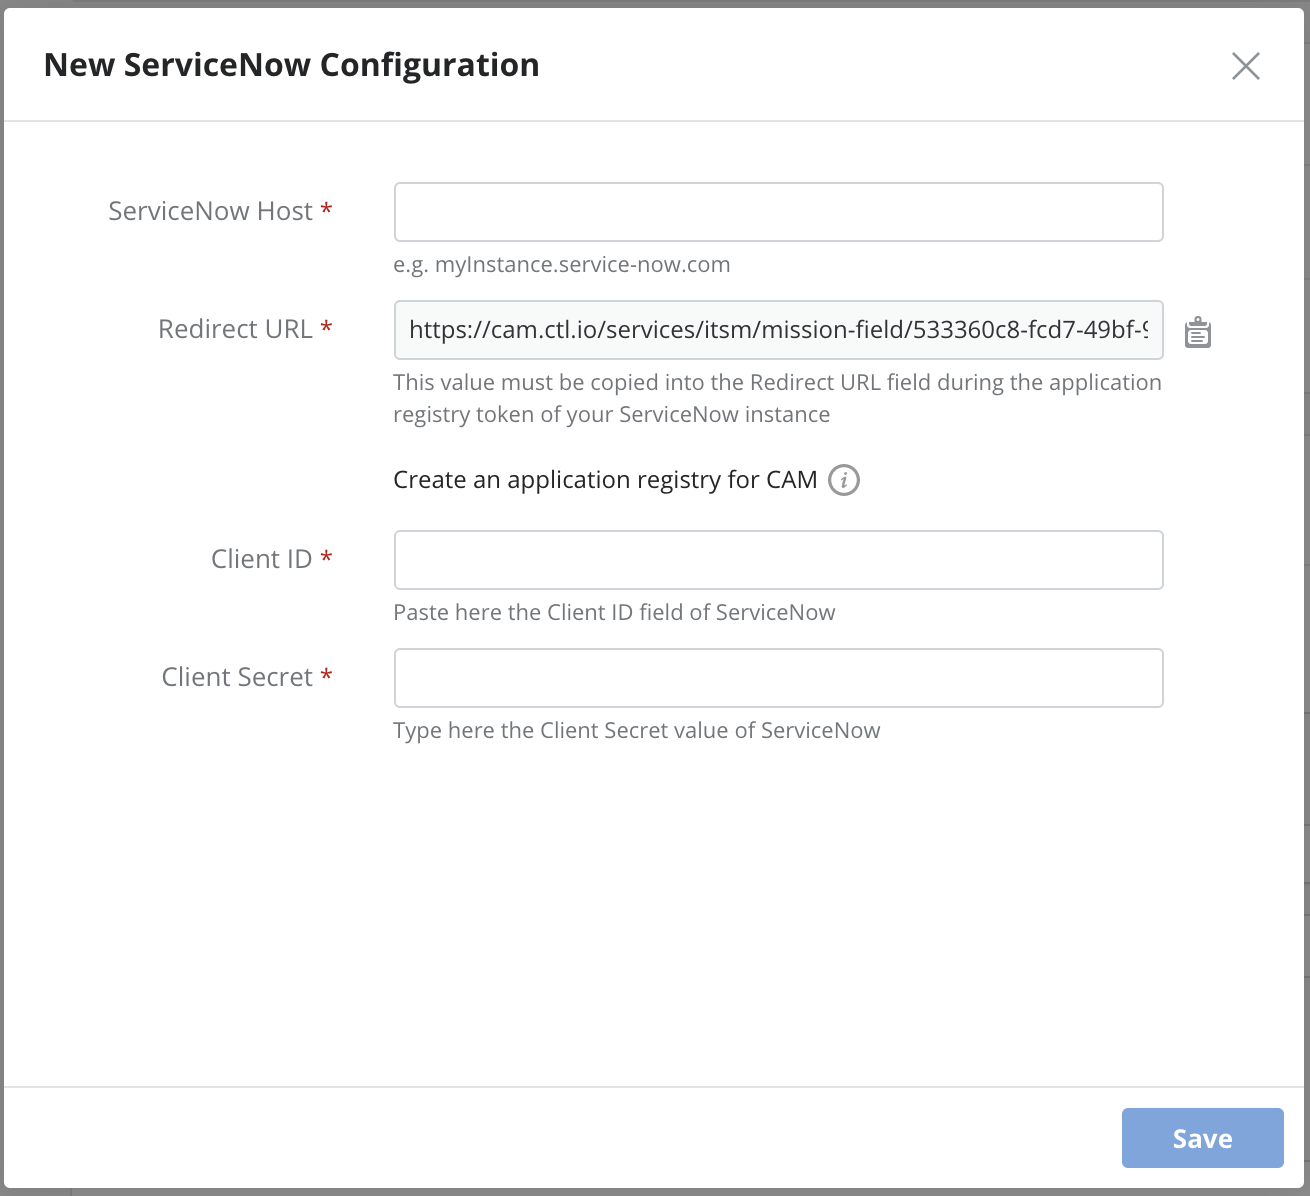 New ServiceNow Configuration
ServiceNow Host *
e.g. myInstance.service-now.com
Redirect URL *
https://cam.ctl.io/services/itsm/mission-field/533360c8-fcd7-49bf-
This value must be copied into the Redirect URL field during the application
registry token of your ServiceNow instance
Create an application registry for CAM i
Client ID *
Paste here the Client ID field of ServiceNow
Client Secret *
Type here the Client Secret value of ServiceNow
Save